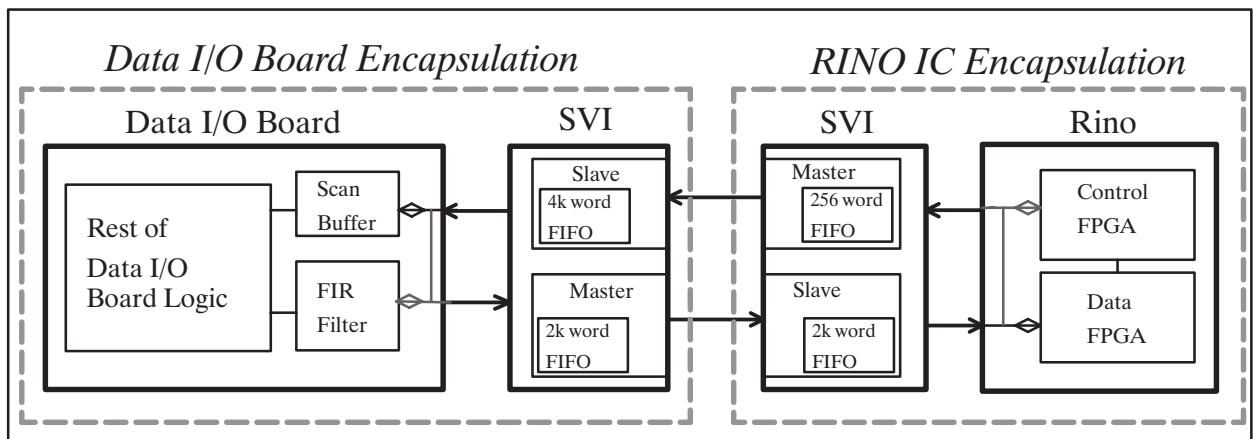 Data I/O Board Encapsulation
RINO IC Encapsulation
Data I/O Board
SVI
SVI
Rino
Rest of
Data I/O
Board Logic
Scan
Buffer
FIR
Filter
Slave
4k word
FIFO
Master
2k word
FIFO
Master
256 word
FIFO
Slave
2k word
FIFO
Control
FPGA
Data
FPGA